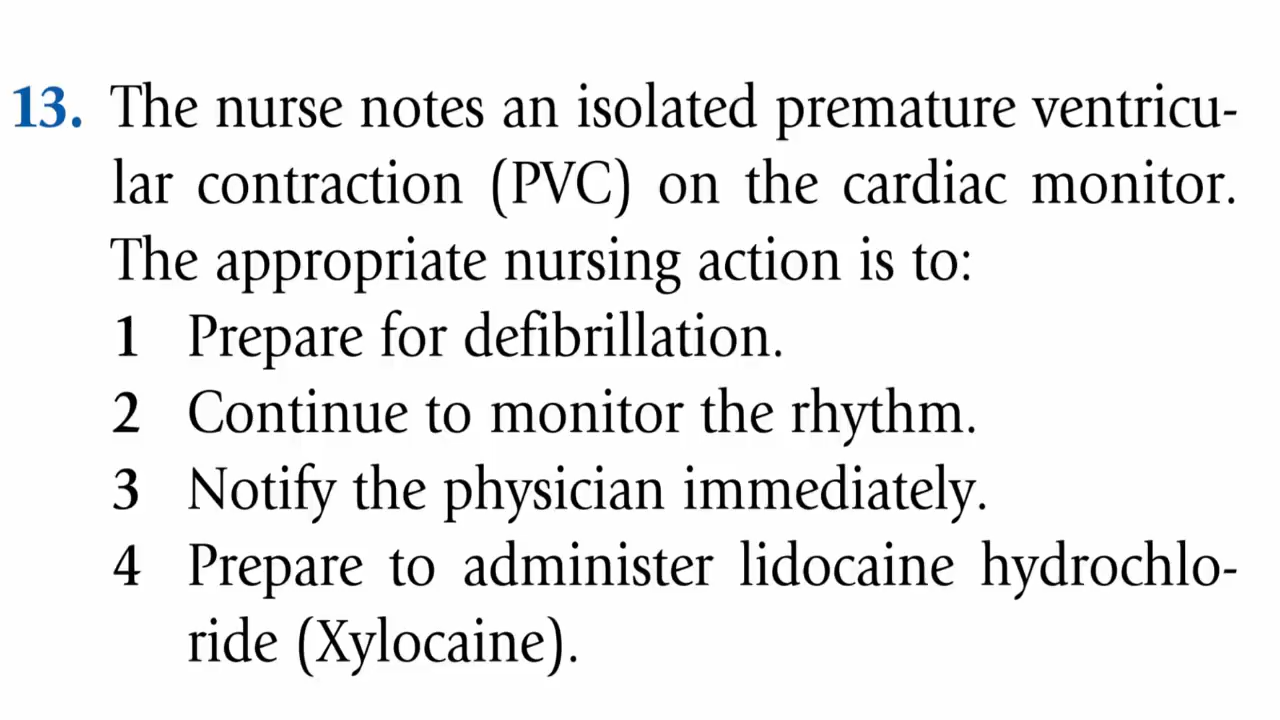 13. The nurse notes an isolated premature ventricu-
lar contraction (PVC) on the cardiac monitor.
The appropriate nursing action is to:
1 Prepare for defibrillation.
2 Continue to monitor the rhythm.
3 Notify the physician immediately.
4 Prepare to administer lidocaine hydrochlo-
ride (Xylocaine).